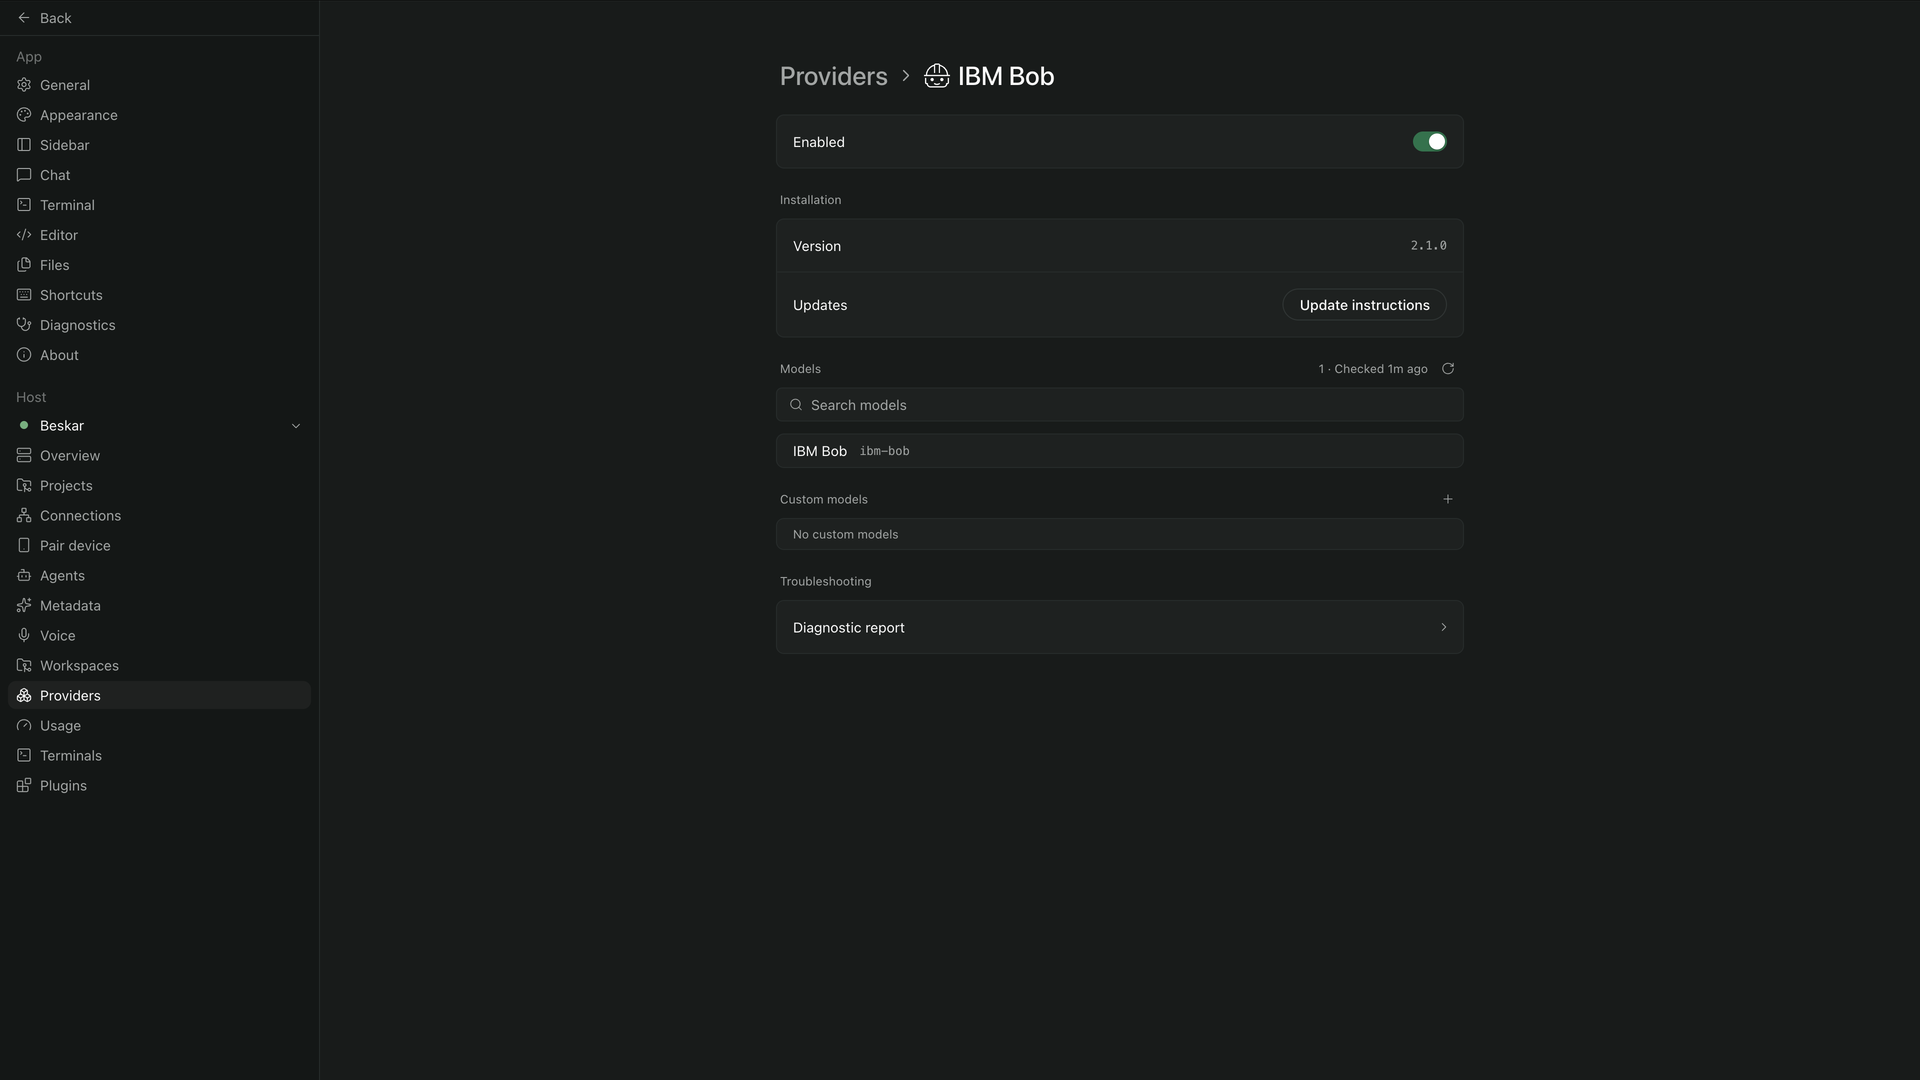 Back
App
General
Appearance
Sidebar
Chat
Terminal
Editor
Files
Shortcuts
Diagnostics
About
Host
Beskar
Overview
Projects
Connections
Pair device
Agents
Metadata
Voice
Workspaces
Providers
Usage
Terminals
Plugins
Providers > IBM Bob
Enabled
Installation
Version 2.1.0
Updates Update instructions
Models 1 · Checked 1m ago
Search models
IBM Bob ibm-bob
Custom models
No custom models
Troubleshooting
Diagnostic report